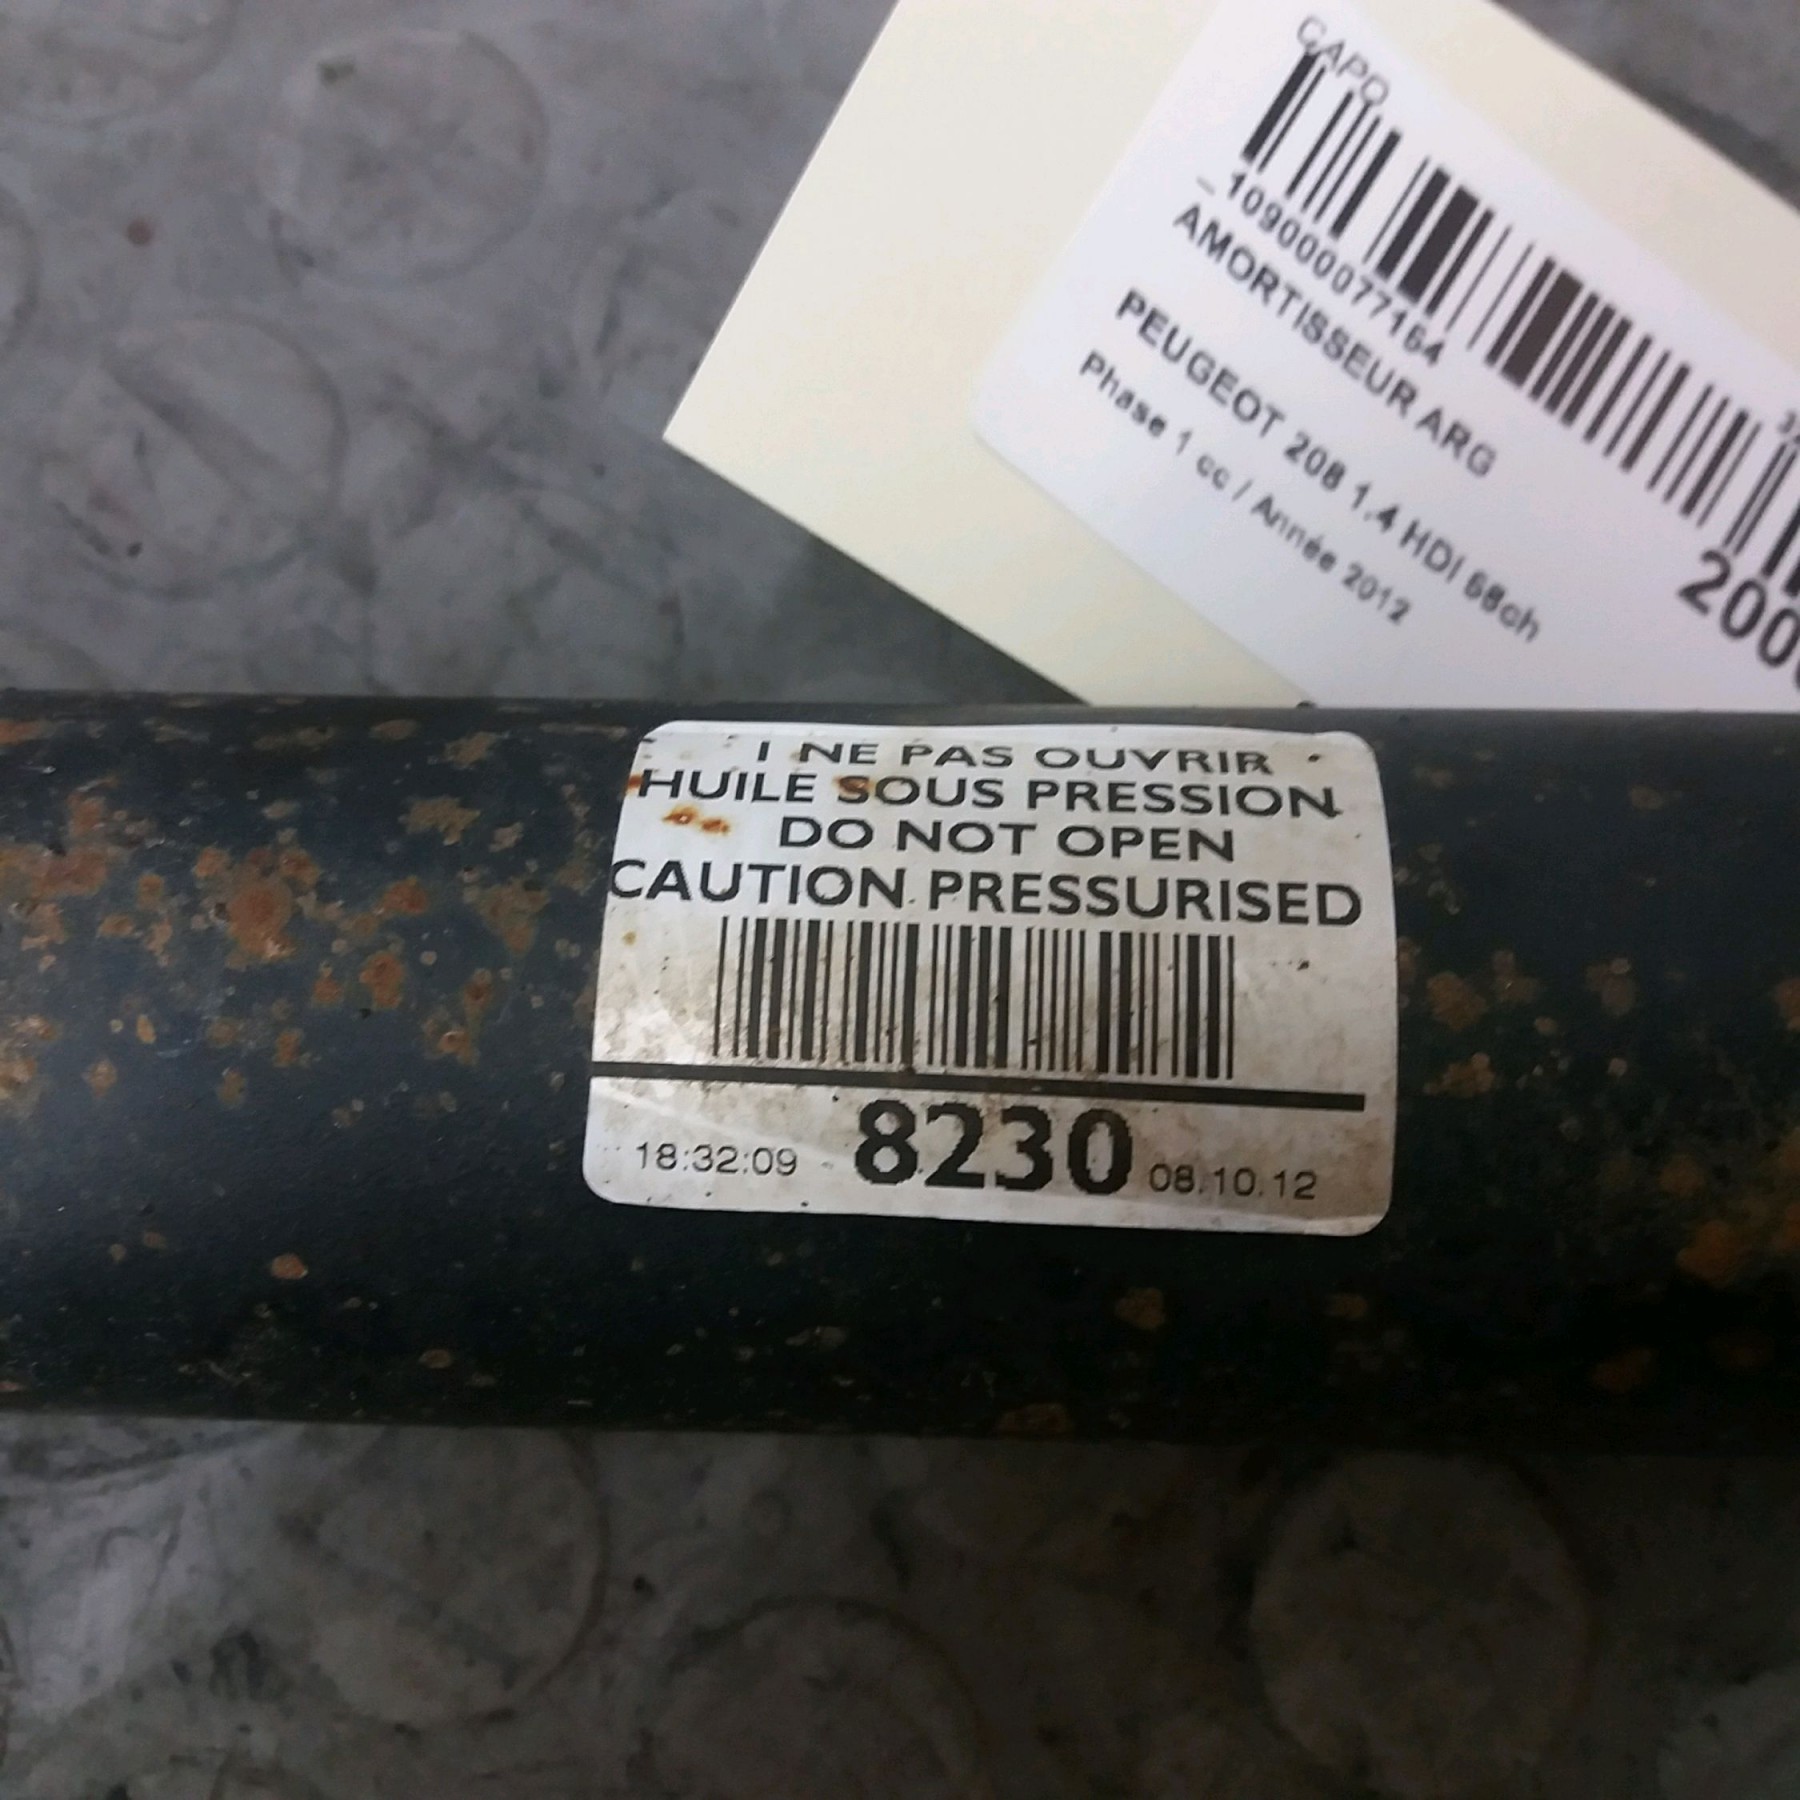 CAPO
10900077164
AMORTISSEUR ARG
PEUGEOT 208 1.4 HDI 68ch
Phase 1 cc / Année 2012
200
I NE PAS OUVRIR
HUILE SOUS PRESSION
DO NOT OPEN
CAUTION PRESSURISED
18:32:09 8230 08.10.12